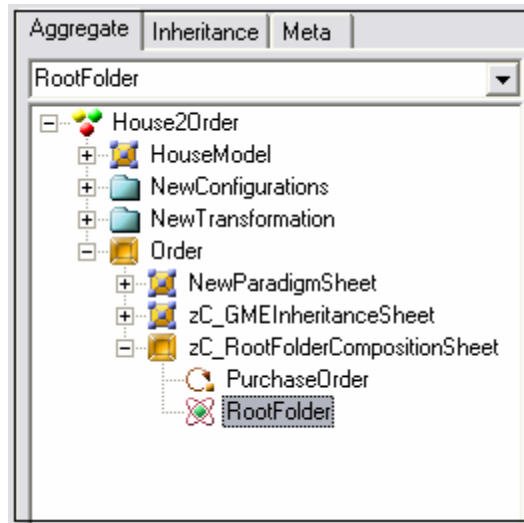 Aggregate Inheritance Meta
RootFolder
House2Order
HouseModel
NewConfigurations
NewTransformation
Order
NewParadigmSheet
zC_GMEInheritanceSheet
zC_RootFolderCompositionSheet
PurchaseOrder
RootFolder